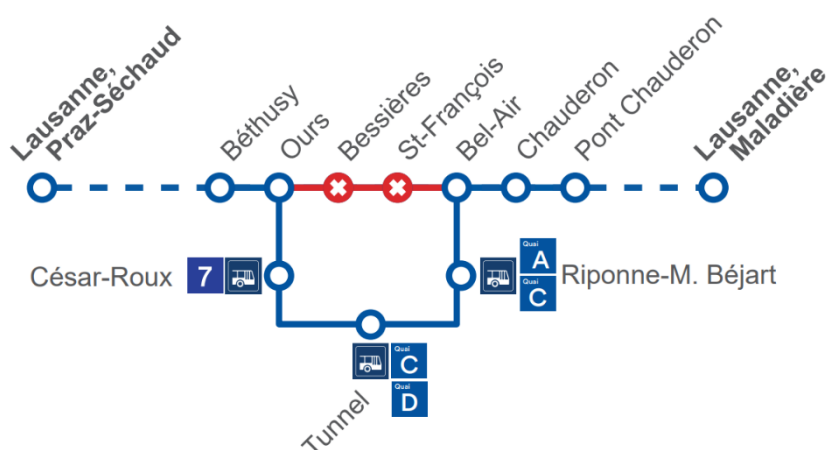 Lausanne,
Praz-Séchaud
Béthusy
Ours
Bessières
St-François
Bel-Air
Chauderon
Pont Chauderon
Lausanne,
Maladière
César-Roux 7
Quai
A
Quai
C
Riponne-M. Béjart
Quai
C
Quai
D
Tunnel